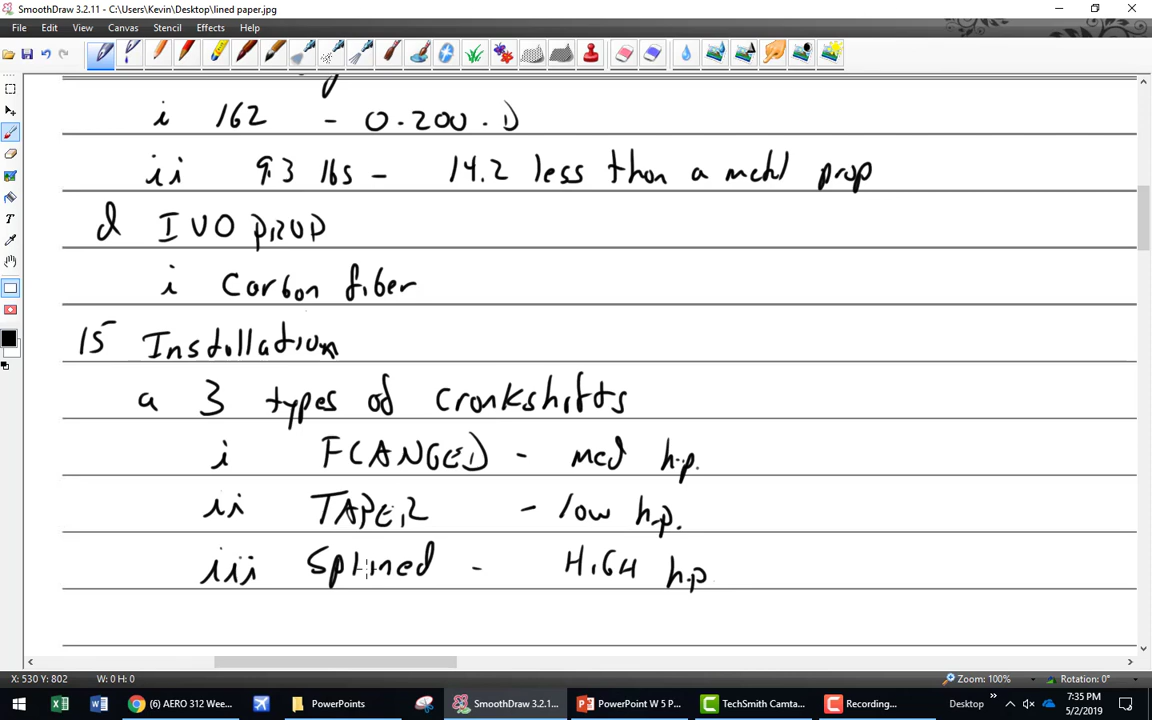 SmoothDraw 3.2.11 - C:\Users\Kevin\Desktop\lined paper.jpg
File Edit View Canvas Stencil Effects Help
i 162 - 0.200.D
ii 9.3 lbs - 14.2 less than a metal prop
d IVO PROP
i Carbon fiber
15 Installation
a 3 types of crankshafts
i FLANGED - med h.p.
ii TAPER - low h.p.
iii Splined - HIGH h.p
X: 530 Y: 802 W: 0 H: 0 Zoom: 100% Rotation: 0°
AERO 312 Wee... PowerPoints SmoothDraw 3.2.1... PowerPoint W 5 P... TechSmith Camta... Recording... Desktop 7:35 PM
5/2/2019